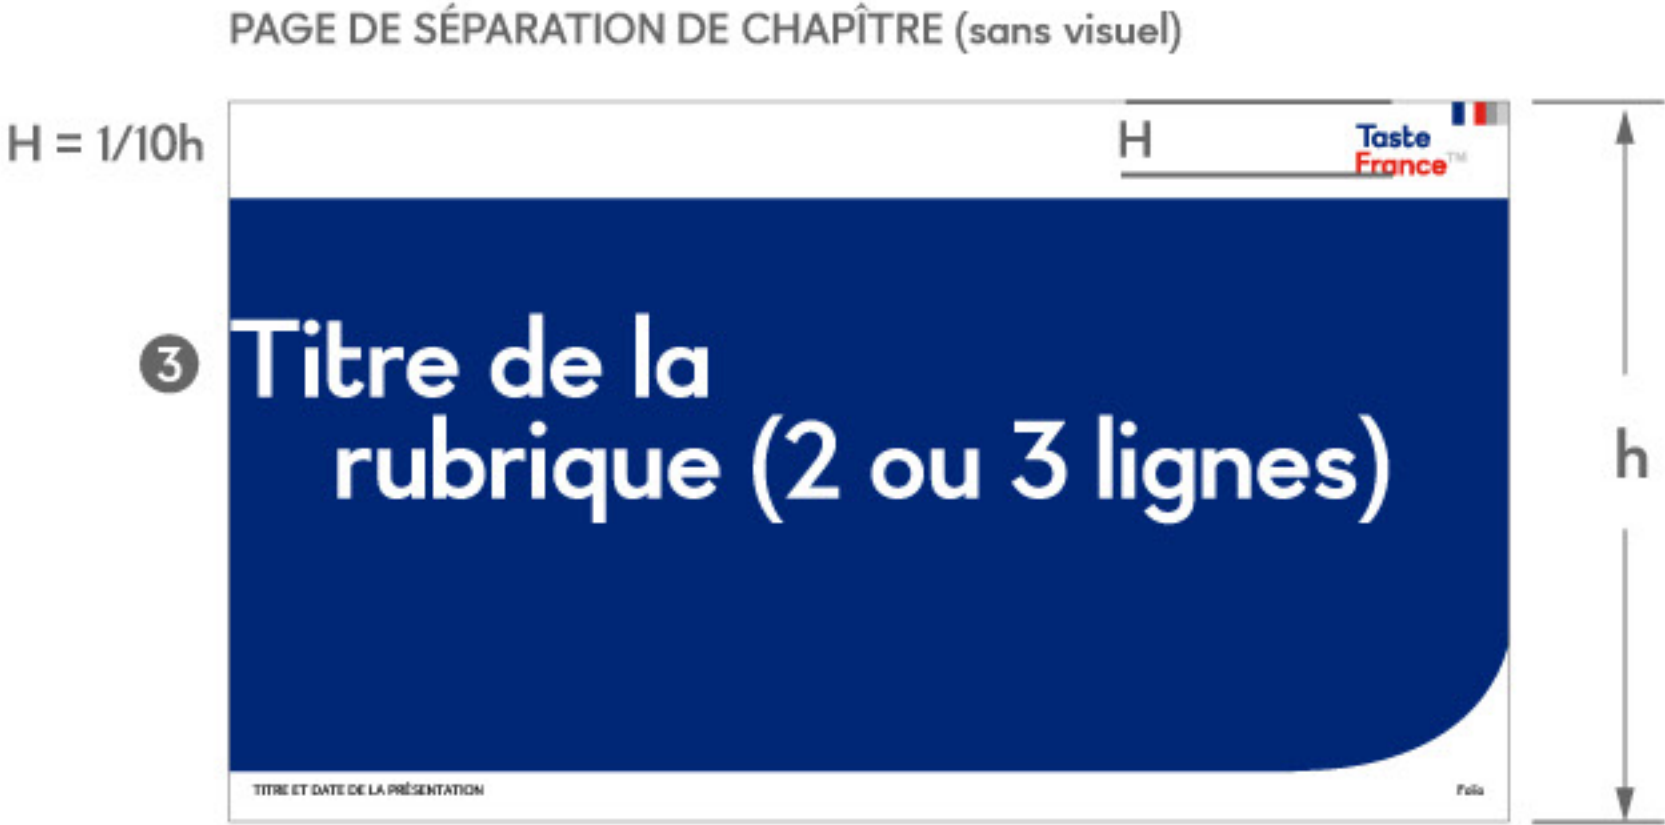 PAGE DE SÉPARATION DE CHAPÎTRE (sans visuel)
H = 1/10h
H
Taste
France™
3
Titre de la
rubrique (2 ou 3 lignes)
h
TITRE ET DATE DE LA PRÉSENTATION
Folio